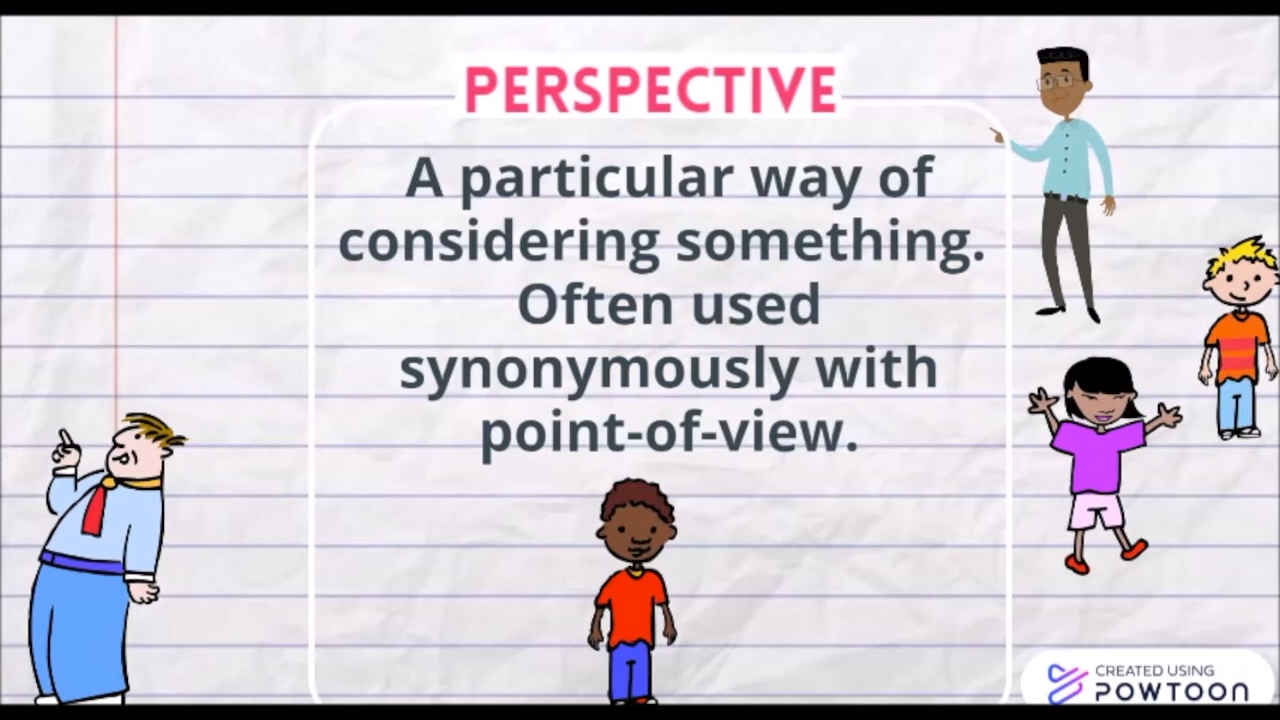 PERSPECTIVE
A particular way of
considering something.
Often used
synonymously with
point-of-view.
CREATED USING
POWTOON